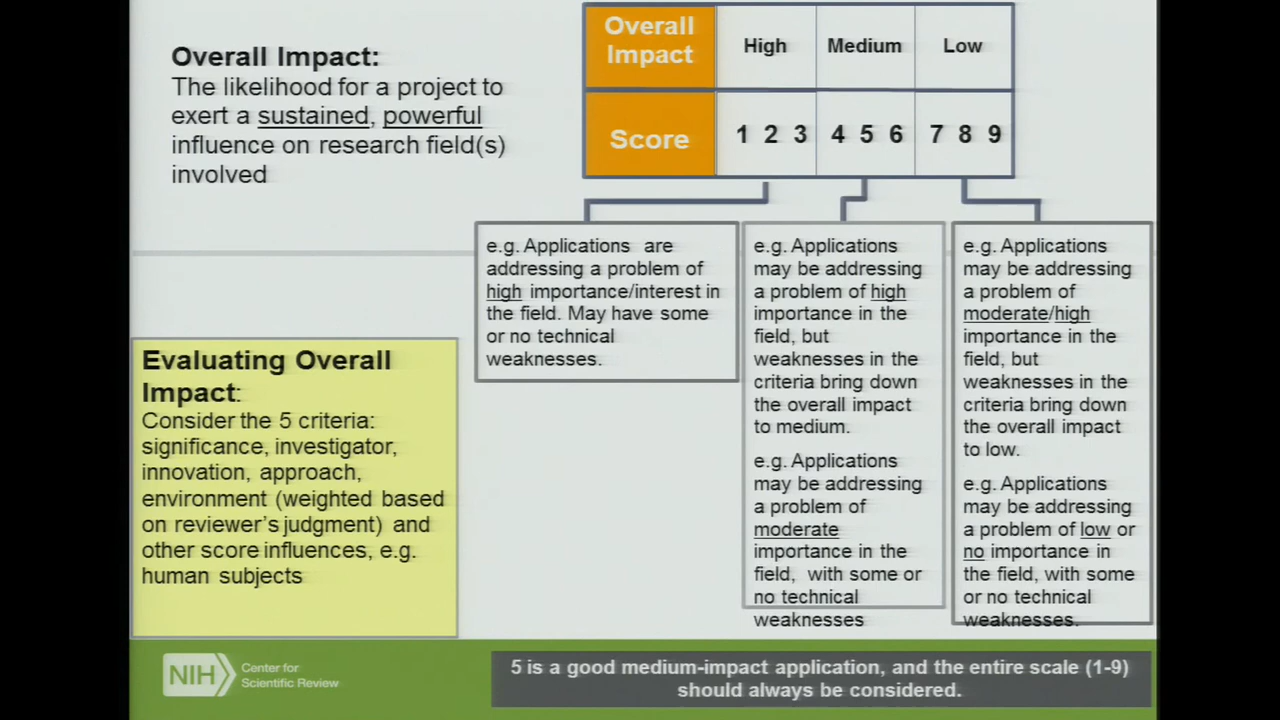 Overall Impact:
The likelihood for a project to
exert a sustained, powerful
influence on research field(s)
involved
Overall
Impact
High
Medium
Low
Score
1 2 3
4 5 6
7 8 9
e.g. Applications are
addressing a problem of
high importance/interest in
the field. May have some
or no technical
weaknesses.
e.g. Applications
may be addressing
a problem of high
importance in the
field, but
weaknesses in the
criteria bring down
the overall impact
to medium.
e.g. Applications
may be addressing
a problem of
moderate
importance in the
field, with some or
no technical
weaknesses
e.g. Applications
may be addressing
a problem of
moderate/high
importance in the
field, but
weaknesses in the
criteria bring down
the overall impact
to low.
e.g. Applications
may be addressing
a problem of low or
no importance in
the field, with some
or no technical
weaknesses.
Evaluating Overall
Impact:
Consider the 5 criteria:
significance, investigator,
innovation, approach,
environment (weighted based
on reviewer's judgment) and
other score influences, e.g.
human subjects
NIH
Center for
Scientific Review
5 is a good medium-impact application, and the entire scale (1-9)
should always be considered.